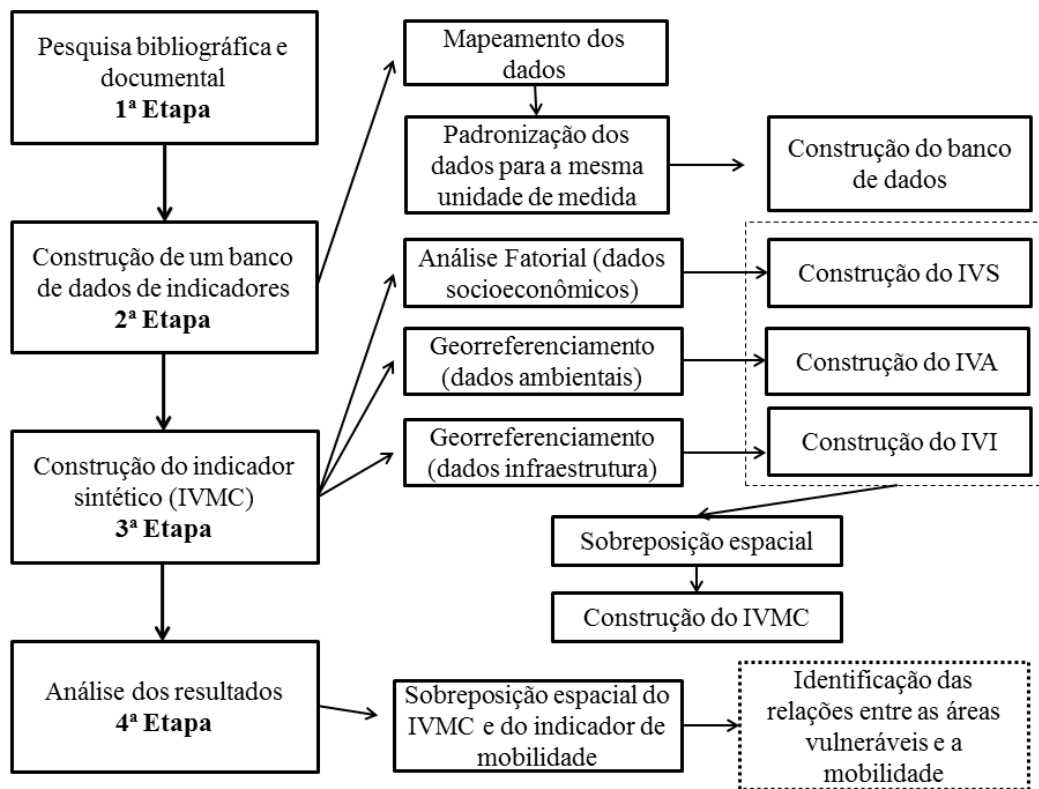 Pesquisa bibliográfica e
documental
1ª Etapa
Construção de um banco
de dados de indicadores
2ª Etapa
Construção do indicador
sintético (IVMC)
3ª Etapa
Análise dos resultados
4ª Etapa
Mapeamento dos
dados
Padronização dos
dados para a mesma
unidade de medida
Construção do banco
de dados
Análise Fatorial (dados
socioeconômicos)
Construção do IVS
Georreferenciamento
(dados ambientais)
Construção do IVA
Georreferenciamento
(dados infraestrutura)
Construção do IVI
Sobreposição espacial
Construção do IVMC
Sobreposição espacial do
IVMC e do indicador de
mobilidade
Identificação das
relações entre as áreas
vulneráveis e a
mobilidade